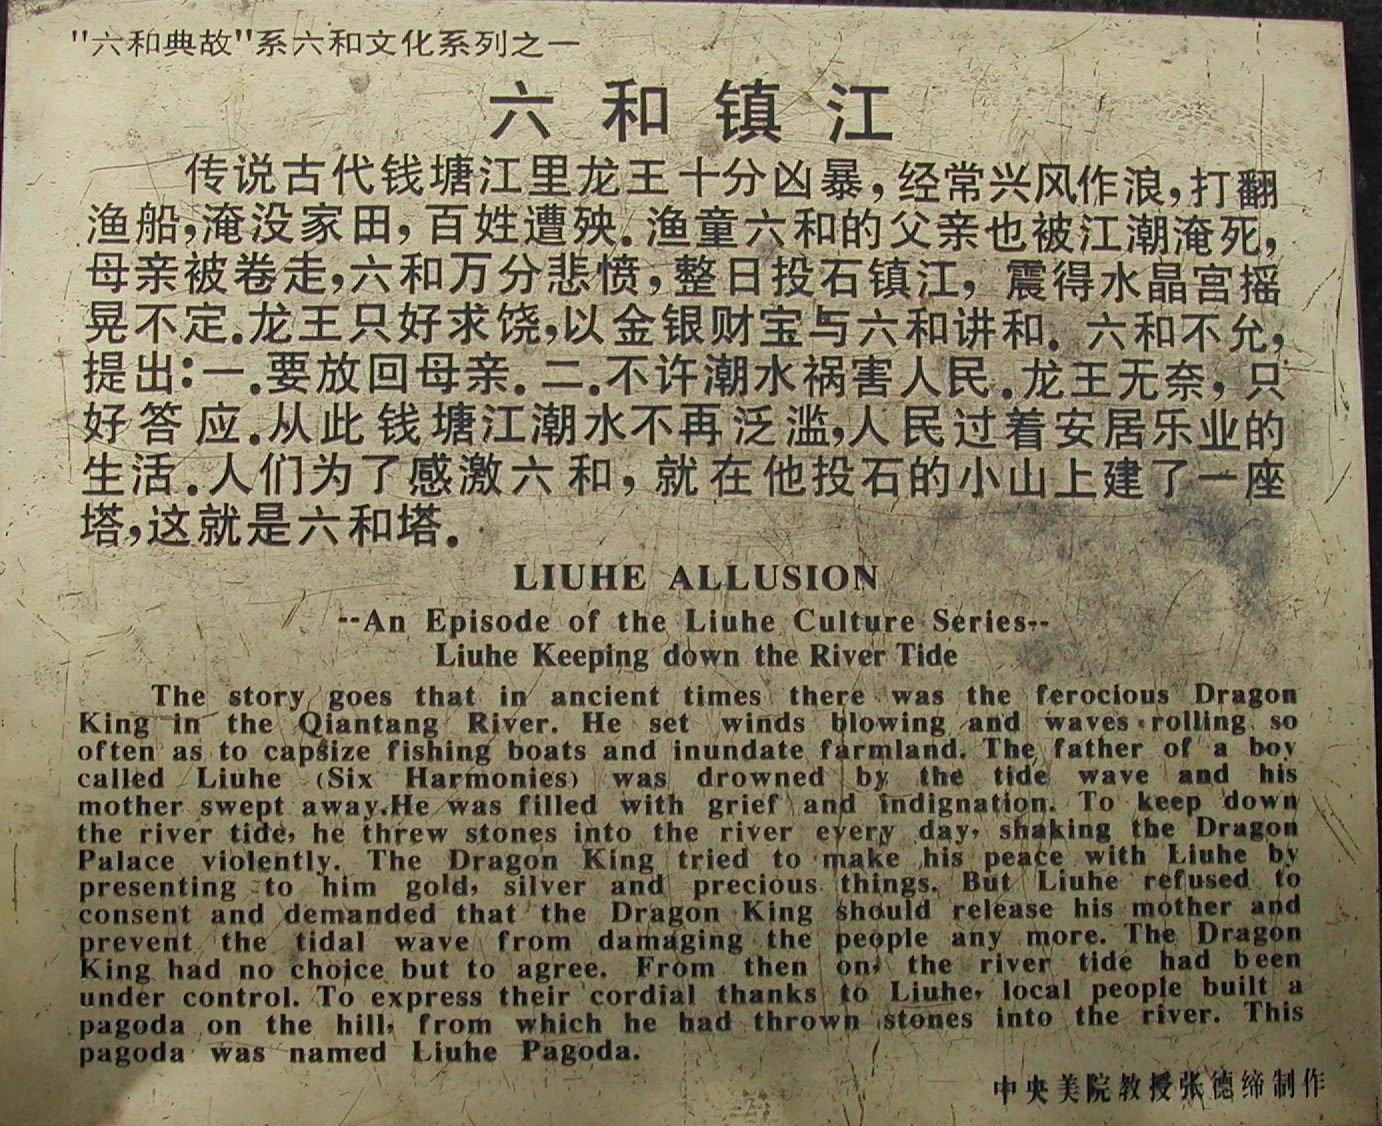 "六和典故"系六和文化系列之一
六和镇江
传说古代钱塘江里龙王十分凶暴,经常兴风作浪,打翻
渔船,淹没家田,百姓遭殃.渔童六和的父亲也被江潮淹死,
母亲被卷走,六和万分悲愤,整日投石镇江,震得水晶宫摇
晃不定.龙王只好求饶,以金银财宝与六和讲和.六和不允,
提出:一.要放回母亲.二.不许潮水祸害人民.龙王无奈,只
好答应.从此钱塘江潮水不再泛滥,人民过着安居乐业的
生活.人们为了感激六和,就在他投石的小山上建了一座
塔,这就是六和塔.
LIUHE ALLUSION
--An Episode of the Liuhe Culture Series--
Liuhe Keeping down the River Tide
The story goes that in ancient times there was the ferocious Dragon
King in the Qiantang River. He set winds blowing and waves rolling so
often as to capsize fishing boats and inundate farmland. The father of a boy
called Liuhe (Six Harmonies) was drowned by the tide wave and his
mother swept away.He was filled with grief and indignation. To keep down
the river tide, he threw stones into the river every day, shaking the Dragon
Palace violently. The Dragon King tried to make his peace with Liuhe by
presenting to him gold, silver and precious things. But Liuhe refused to
consent and demanded that the Dragon King should release his mother and
prevent the tidal wave from damaging the people any more. The Dragon
King had no choice but to agree. From then on, the river tide had been
under control. To express their cordial thanks to Liuhe, local people built a
pagoda on the hill, from which he had thrown stones into the river. This
pagoda was named Liuhe Pagoda.
中央美院教授张德缔制作